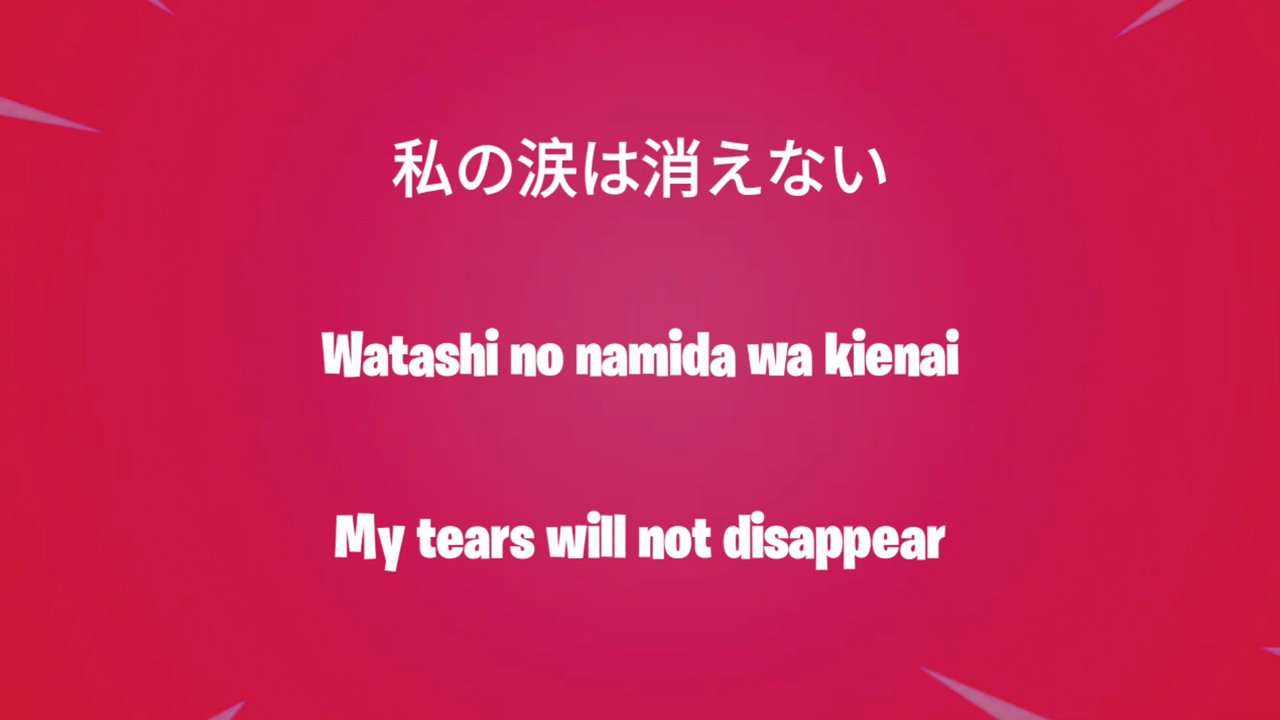 私の涙は消えない
Watashi no namida wa kienai
My tears will not disappear